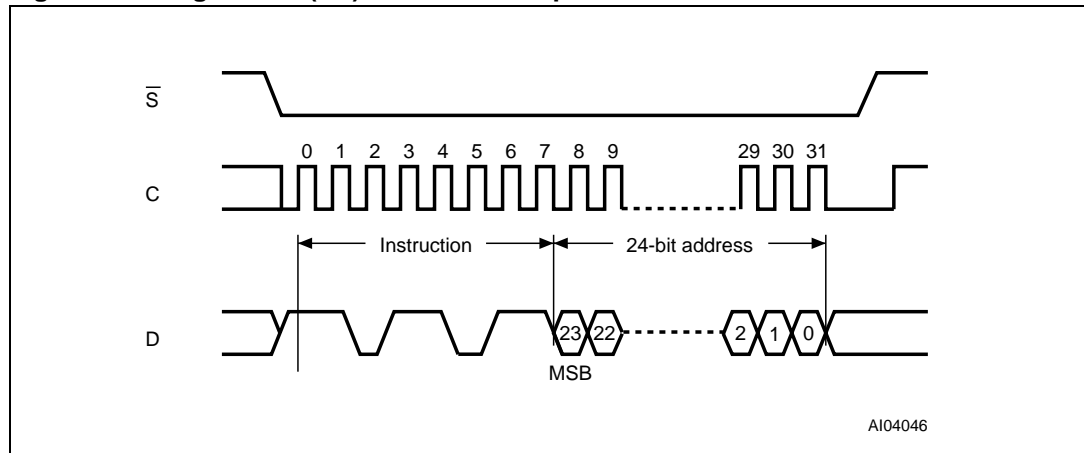 S
0 1 2 3 4 5 6 7 8 9 29 30 31
C
Instruction 24-bit address
D 23 22 2 1 0
MSB
AI04046